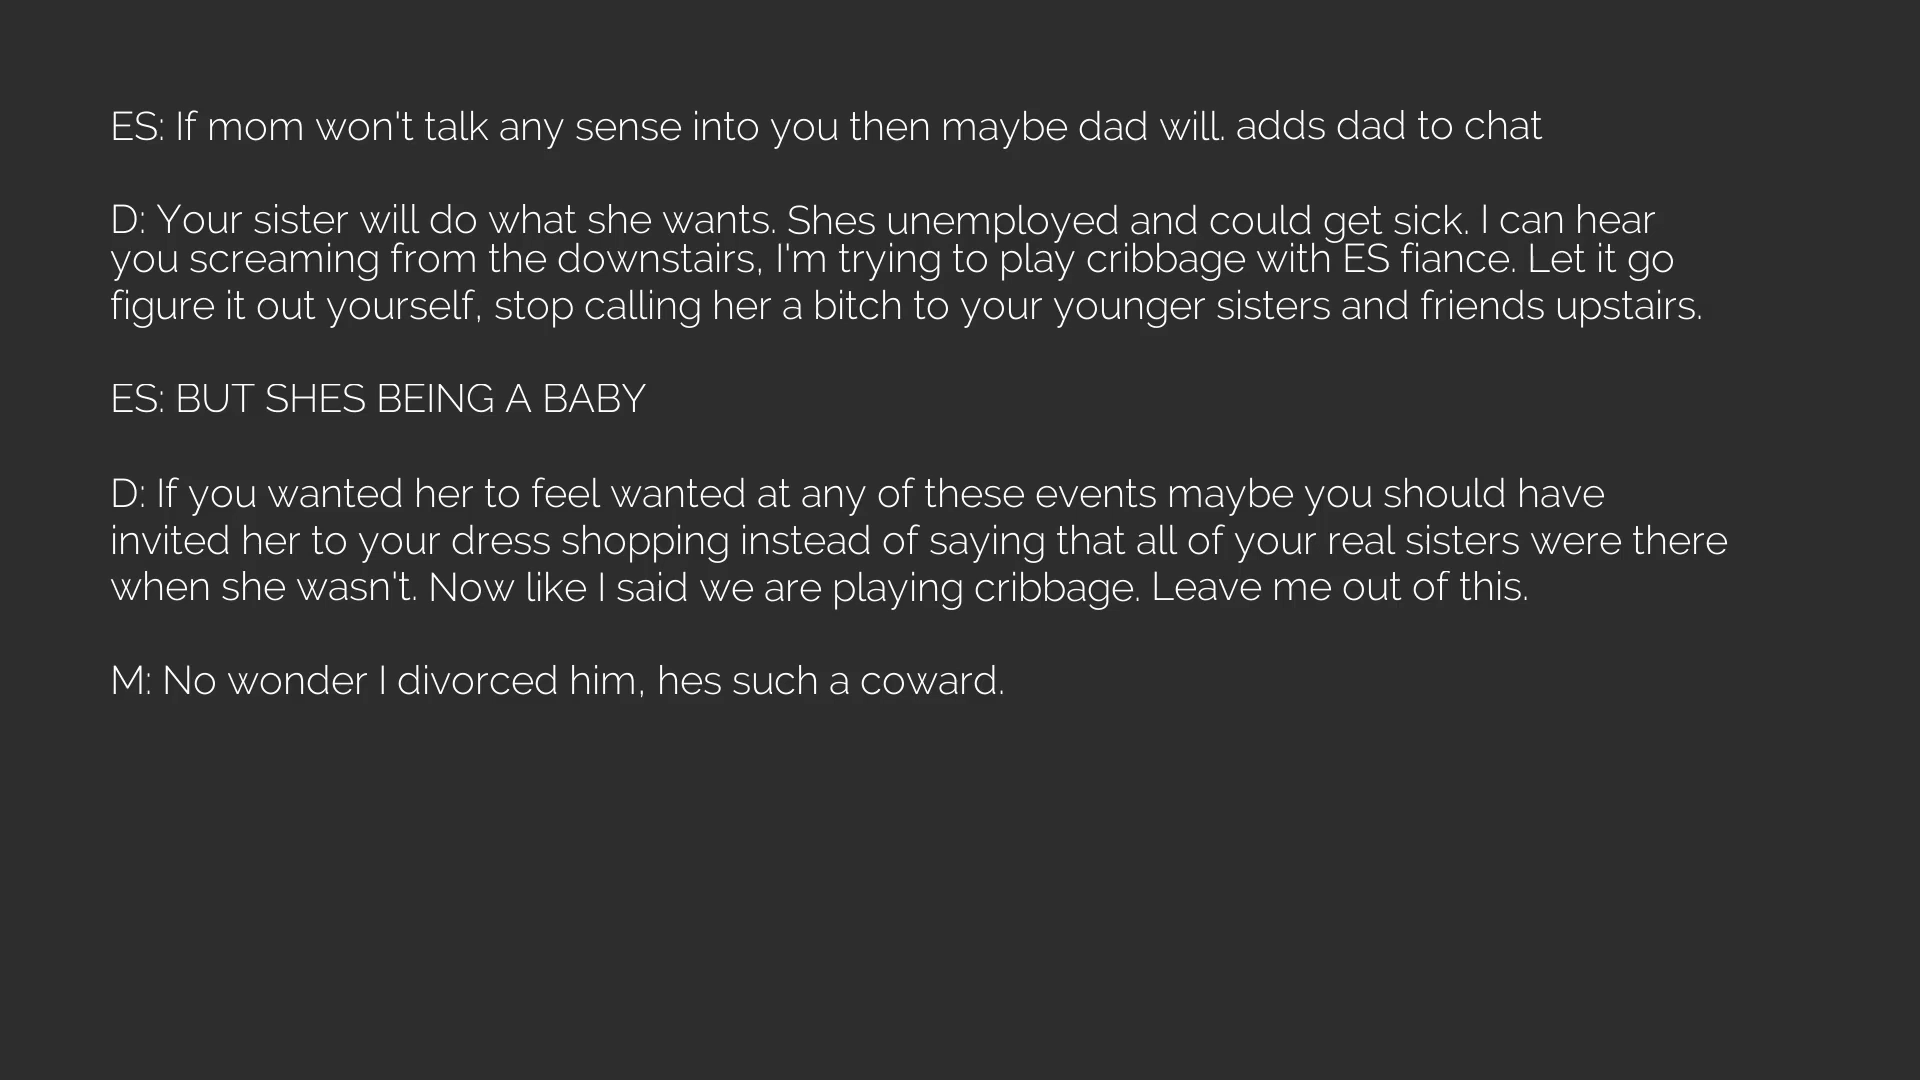 ES: If mom won't talk any sense into you then maybe dad will. adds dad to chat
D: Your sister will do what she wants. Shes unemployed and could get sick. I can hear
you screaming from the downstairs, I'm trying to play cribbage with ES fiance. Let it go
figure it out yourself, stop calling her a bitch to your younger sisters and friends upstairs.
ES: BUT SHES BEING A BABY
D: If you wanted her to feel wanted at any of these events maybe you should have
invited her to your dress shopping instead of saying that all of your real sisters were there
when she wasn't. Now like I said we are playing cribbage. Leave me out of this.
M: No wonder I divorced him, hes such a coward.